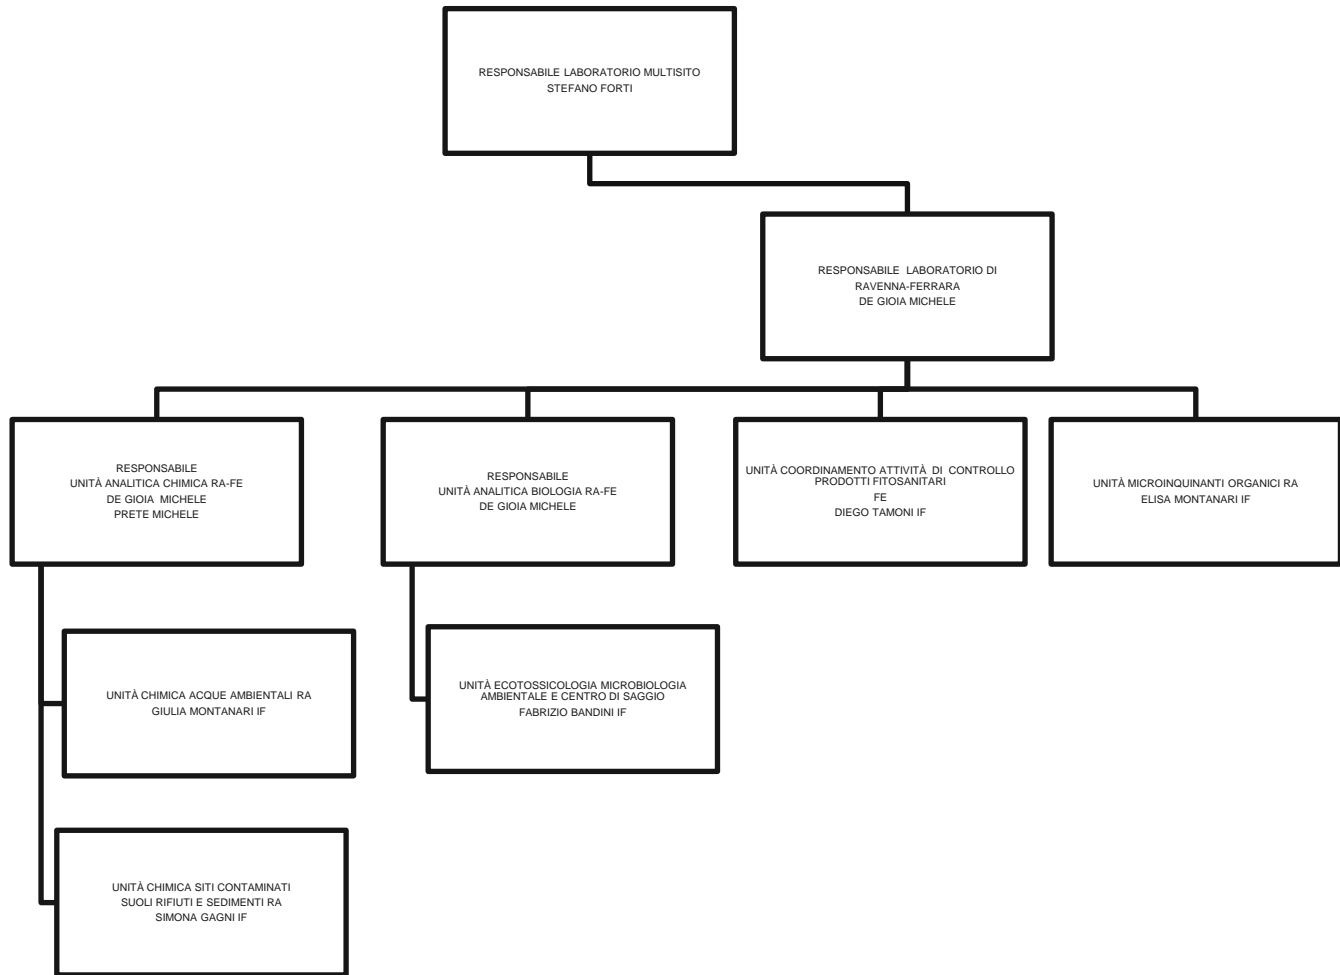 RESPONSABILE LABORATORIO MULTISITO
STEFANO FORTI
RESPONSABILE LABORATORIO DI
RAVENNA-FERRARA
DE GIOIA MICHELE
RESPONSABILE
UNITÀ ANALITICA CHIMICA RA-FE
DE GIOIA MICHELE
PRETE MICHELE
RESPONSABILE
UNITÀ ANALITICA BIOLOGIA RA-FE
DE GIOIA MICHELE
UNITÀ COORDINAMENTO ATTIVITÀ DI CONTROLLO
PRODOTTI FITOSANITARI
FE
DIEGO TAMONI IF
UNITÀ MICROINQUINANTI ORGANICI RA
ELISA MONTANARI IF
UNITÀ CHIMICA ACQUE AMBIENTALI RA
GIULIA MONTANARI IF
UNITÀ ECOTOSSICOLOGIA MICROBIOLOGIA
AMBIENTALE E CENTRO DI SAGGIO
FABRIZIO BANDINI IF
UNITÀ CHIMICA SITI CONTAMINATI
SUOLI RIFIUTI E SEDIMENTI RA
SIMONA GAGNI IF